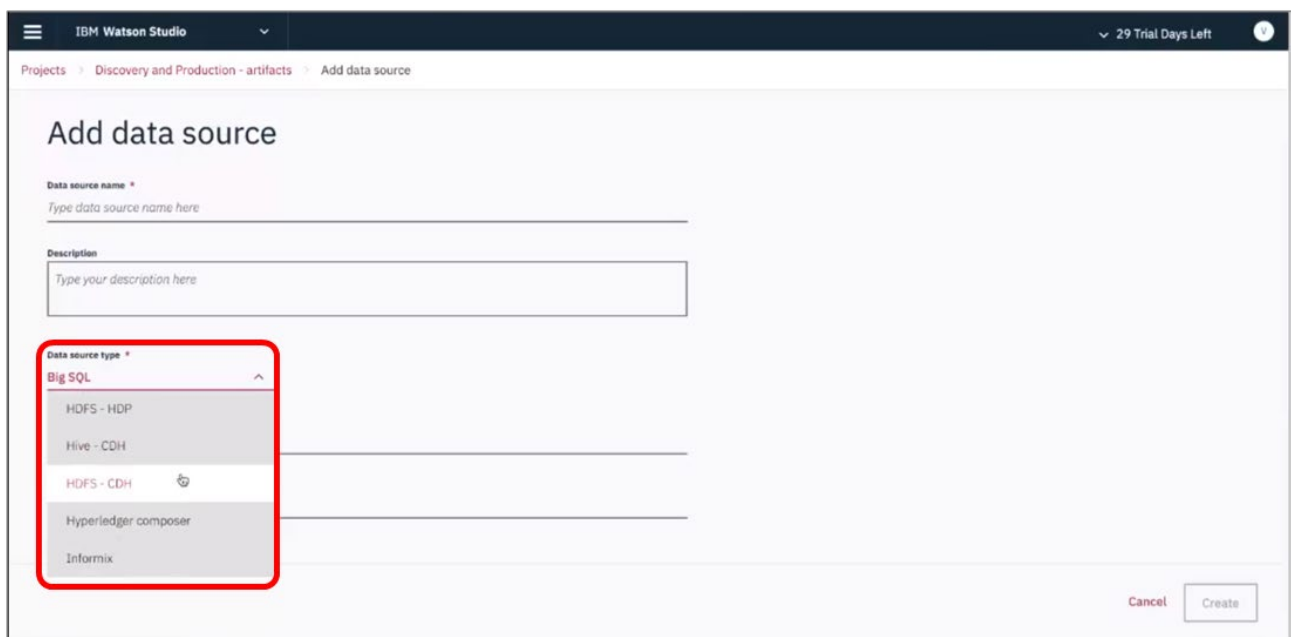 IBM Watson Studio
29 Trial Days Left
V
Projects > Discovery and Production - artifacts > Add data source
Add data source
Data source name *
Type data source name here
Description
Type your description here
Data source type *
Big SQL
HDFS - HDP
Hive - CDH
HDFS - CDH
Hyperledger composer
Informix
Cancel Create